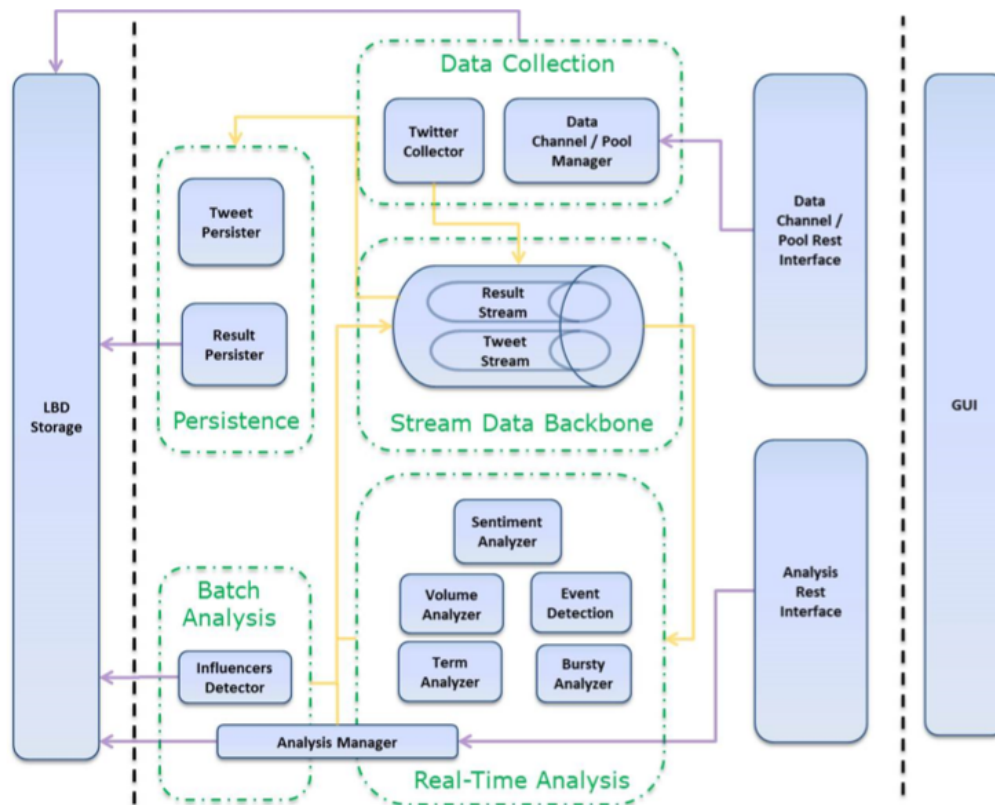 Data Collection
Twitter
Collector
Data
Channel / Pool
Manager
Tweet
Persister
Result
Persister
Persistence
Result
Stream
Tweet
Stream
Stream Data Backbone
Data
Channel /
Pool Rest
Interface
LBD
Storage
GUI
Sentiment
Analyzer
Volume
Analyzer
Event
Detection
Term
Analyzer
Bursty
Analyzer
Real-Time Analysis
Batch
Analysis
Influencers
Detector
Analysis Manager
Analysis
Rest
Interface